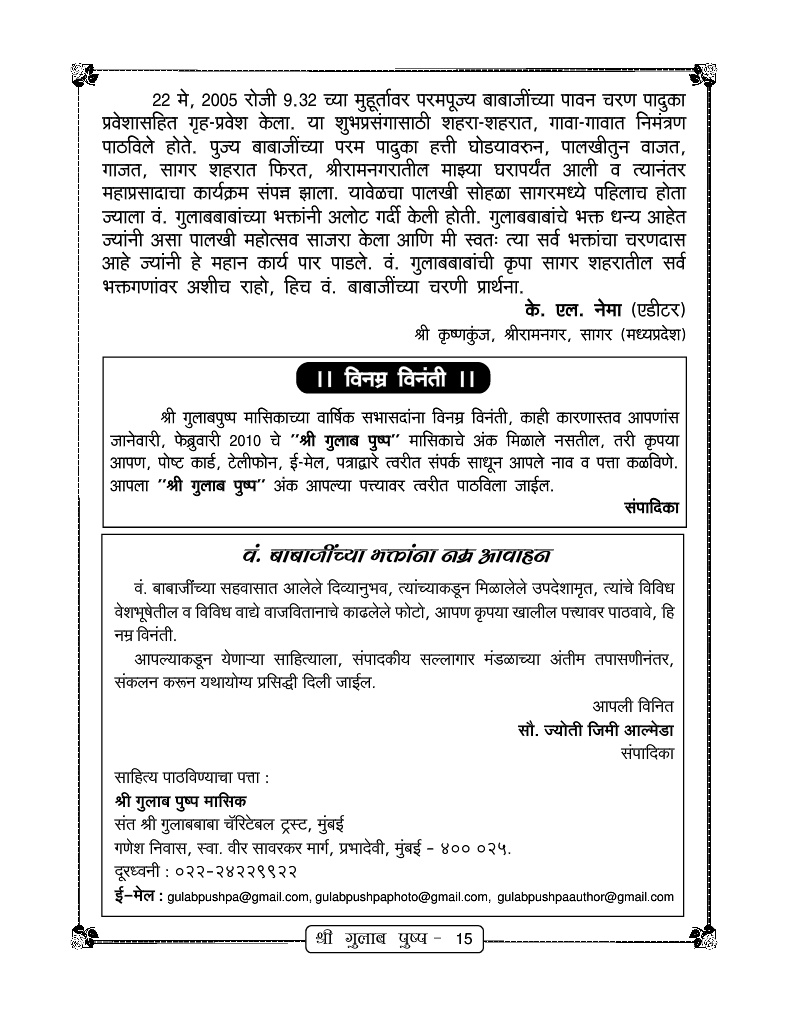 22 मे, 2005 रोजी 9.32 च्या मुहूर्तावर परमपूज्य बाबाजींच्या पावन चरण पादुका
प्रवेशासहित गृह-प्रवेश केला. या शुभप्रसंगासाठी शहरा-शहरात, गावा-गावात निमंत्रण
पाठविले होते. पुज्य बाबाजींच्या परम पादुका हत्ती घोडयावरुन, पालखीतुन वाजत,
गाजत, सागर शहरात फिरत, श्रीरामनगरातील माझ्या घरापर्यंत आली व त्यानंतर
महाप्रसादाचा कार्यक्रम संपन्न झाला. यावेळचा पालखी सोहळा सागरमध्ये पहिलाच होता
ज्याला वं. गुलाबबाबांच्या भक्तांनी अलोट गर्दी केली होती. गुलाबबाबांचे भक्त धन्य आहेत
ज्यांनी असा पालखी महोत्सव साजरा केला आणि मी स्वतः त्या सर्व भक्तांचा चरणदास
आहे ज्यांनी हे महान कार्य पार पाडले. वं. गुलाबबाबांची कृपा सागर शहरातील सर्व
भक्तगणांवर अशीच राहो, हिच वं. बाबाजींच्या चरणी प्रार्थना.
के. एल. नेमा (एडीटर)
श्री कृष्णकुंज, श्रीरामनगर, सागर (मध्यप्रदेश)
।। विनम्र विनंती ।।
श्री गुलाबपुष्प मासिकाच्या वार्षिक सभासदांना विनम्र विनंती, काही कारणास्तव आपणांस
जानेवारी, फेब्रुवारी 2010 चे ”श्री गुलाब पुष्प” मासिकाचे अंक मिळाले नसतील, तरी कृपया
आपण, पोष्ट कार्ड, टेलीफोन, ई-मेल, पत्राद्वारे त्वरीत संपर्क साधून आपले नाव व पत्ता कळविणे.
आपला ”श्री गुलाब पुष्प” अंक आपल्या पत्त्यावर त्वरीत पाठविला जाईल.
संपादिका
वं. बाबाजींच्या भक्तांना नम्र आवाहन
वं. बाबाजींच्या सहवासात आलेले दिव्यानुभव, त्यांच्याकडून मिळालेले उपदेशामृत, त्यांचे विविध
वेशभूषेतील व विविध वाद्ये वाजवितानाचे काढलेले फोटो, आपण कृपया खालील पत्त्यावर पाठवावे, हि
नम्र विनंती.
आपल्याकडून येणाऱ्या साहित्याला, संपादकीय सल्लागार मंडळाच्या अंतीम तपासणीनंतर,
संकलन करून यथायोग्य प्रसिद्धी दिली जाईल.
आपली विनित
सौ. ज्योती जिमी आल्मेडा
संपादिका
साहित्य पाठविण्याचा पत्ता :
श्री गुलाब पुष्प मासिक
संत श्री गुलाबबाबा चॅरिटेबल ट्रस्ट, मुंबई
गणेश निवास, स्वा. वीर सावरकर मार्ग, प्रभादेवी, मुंबई – ४०० ०२५.
दूरध्वनी : ०२२-२४२२९९२२
ई-मेल : gulabpushpa@gmail.com, gulabpushpaphoto@gmail.com, gulabpushpaauthor@gmail.com
श्री गुलाब पुष्प - 15